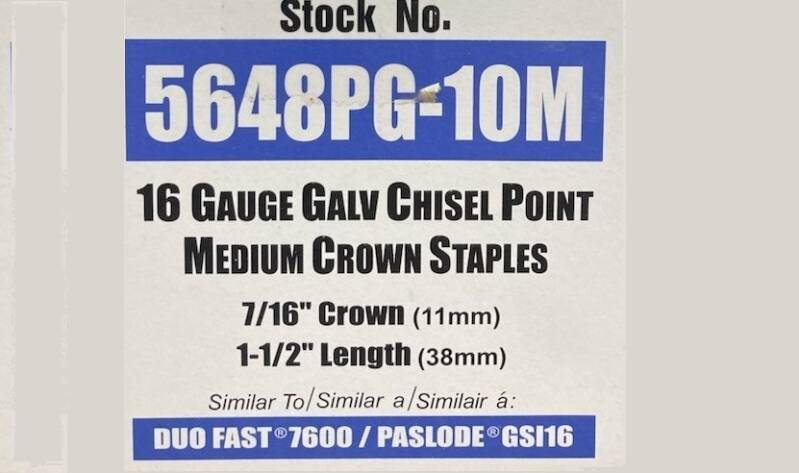 Stock No.
5648PG-10M
16 GAUGE GALV CHISEL POINT
MEDIUM CROWN STAPLES
7/16" Crown (11mm)
1-1/2" Length (38mm)
Similar To/Similar a/Similair á:
DUO FAST® 7600 / PASLODE® GSI16